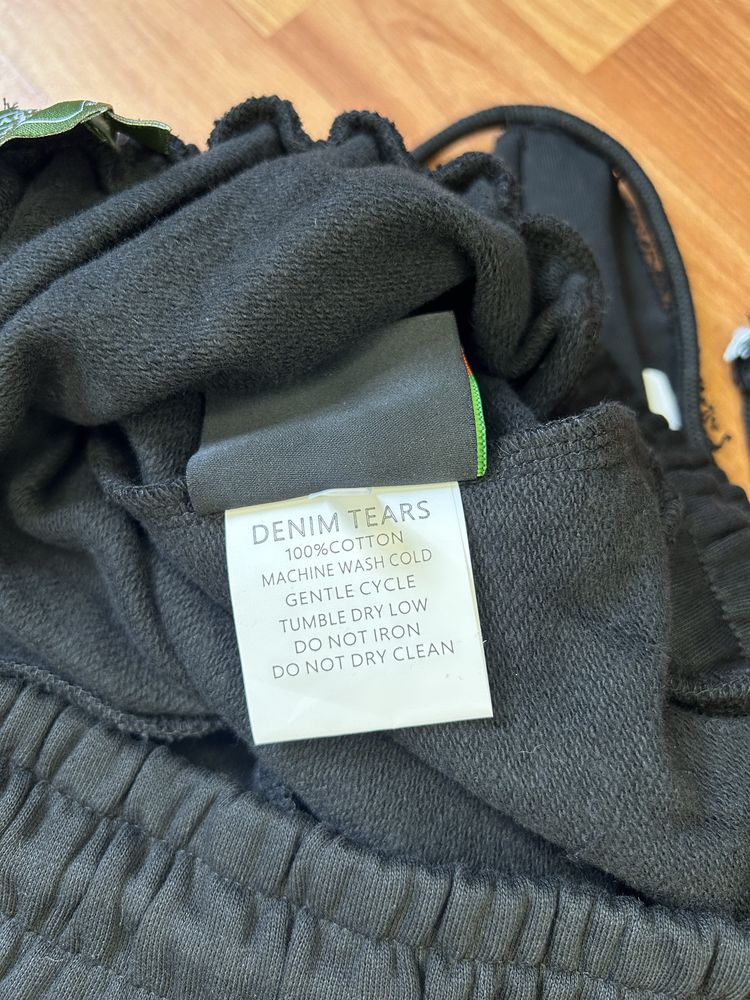 DENIM TEARS
100%COTTON
MACHINE WASH COLD
GENTLE CYCLE
TUMBLE DRY LOW
DO NOT IRON
DO NOT DRY CLEAN